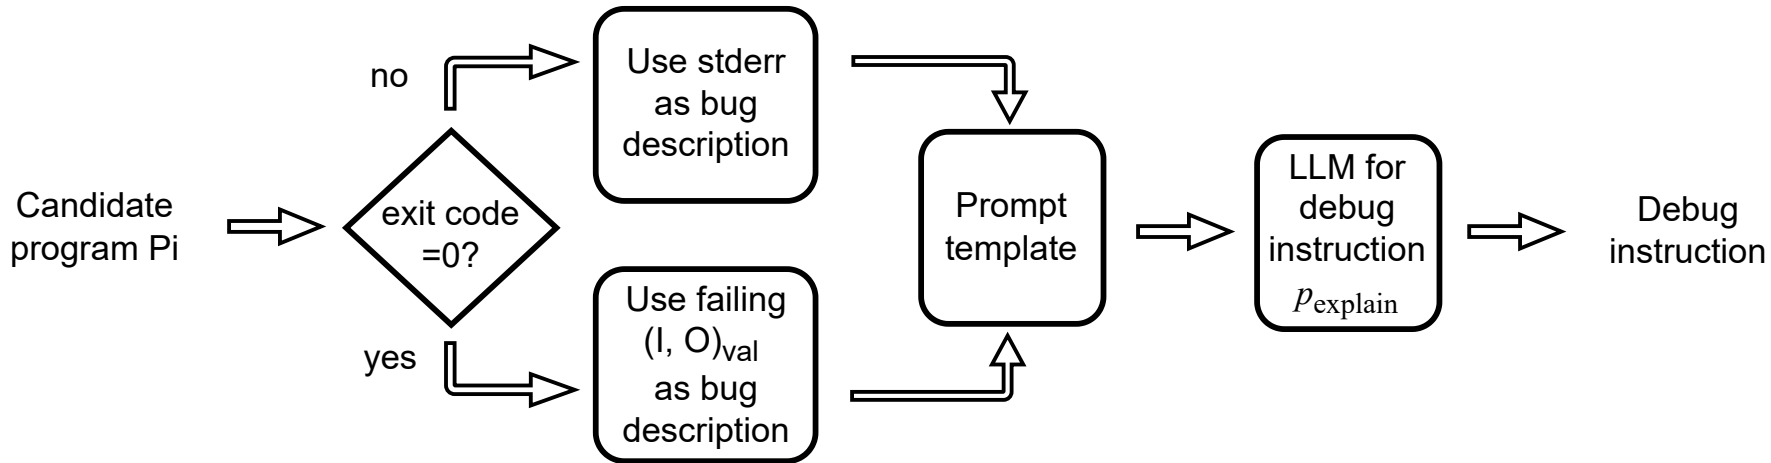 Candidate
program Pi
no
yes
exit code
=0?
Use stderr
as bug
description
Use failing
(I, O)val
as bug
description
Prompt
template
LLM for
debug
instruction
pexplain
Debug
instruction